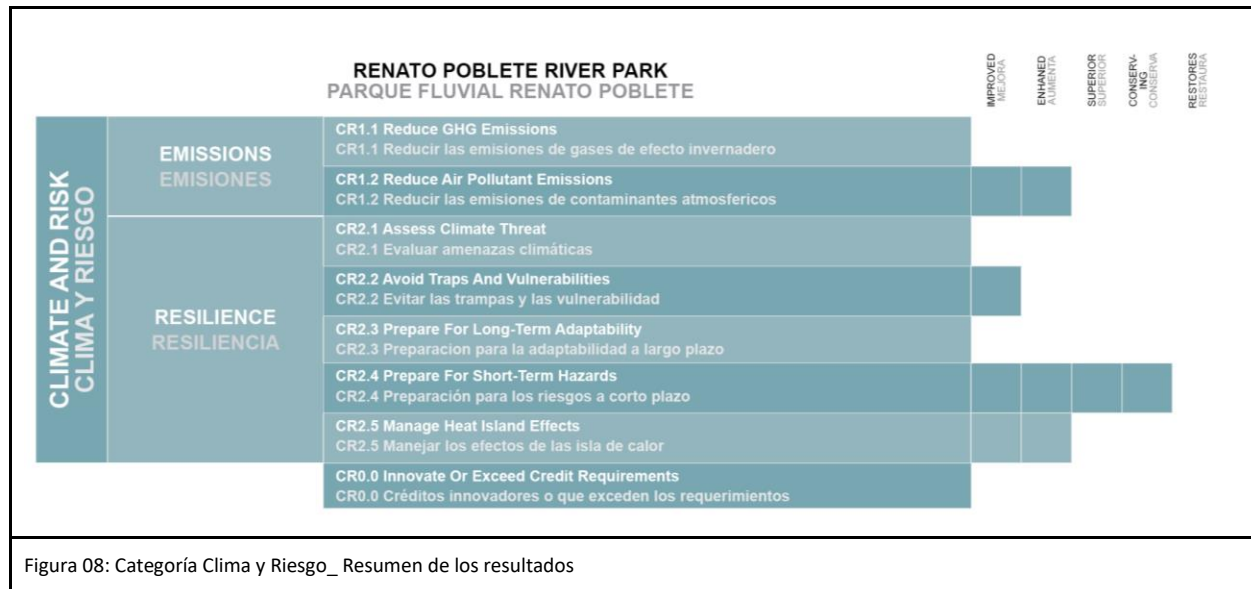 RENATO POBLETE RIVER PARK
PARQUE FLUVIAL RENATO POBLETE
IMPROVED
MEJORA
ENHANED
AUMENTA
SUPERIOR
SUPERIOR
CONSERV-
ING
CONSERVA
RESTORES
RESTAURA
CLIMATE AND RISK
CLIMA Y RIESGO
EMISSIONS
EMISIONES
CR1.1 Reduce GHG Emissions
CR1.1 Reducir las emisiones de gases de efecto invernadero
CR1.2 Reduce Air Pollutant Emissions
CR1.2 Reducir las emisiones de contaminantes atmosfericos
RESILIENCE
RESILIENCIA
CR2.1 Assess Climate Threat
CR2.1 Evaluar amenazas climáticas
CR2.2 Avoid Traps And Vulnerabilities
CR2.2 Evitar las trampas y las vulnerabilidad
CR2.3 Prepare For Long-Term Adaptability
CR2.3 Preparacion para la adaptabilidad a largo plazo
CR2.4 Prepare For Short-Term Hazards
CR2.4 Preparación para los riesgos a corto plazo
CR2.5 Manage Heat Island Effects
CR2.5 Manejar los efectos de las isla de calor
CR0.0 Innovate Or Exceed Credit Requirements
CR0.0 Créditos innovadores o que exceden los requerimientos
Figura 08: Categoría Clima y Riesgo_ Resumen de los resultados